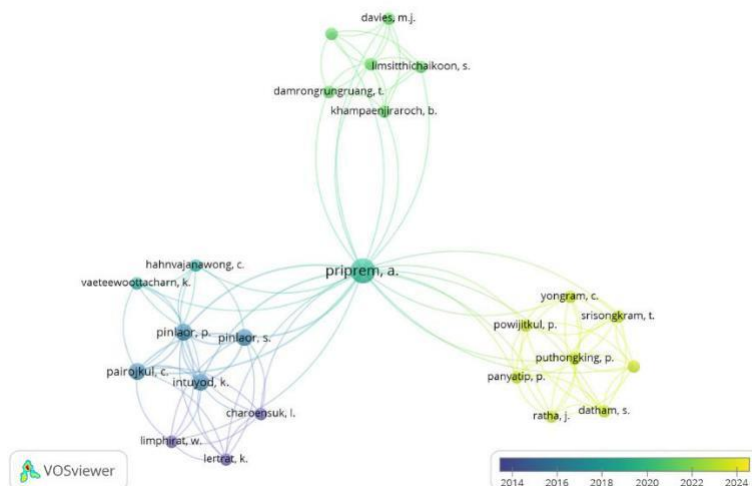 davies, m.j.
limsitthichaikoon, s.
damrongrungruang, t.
khampaenjiraroch, b.
priprem, a.
hahnvajanawong, c.
vaeteewoottacharn, k.
pinlaor, p.
pinlaor, s.
pairojkul, c.
intuyod, k.
charoensuk, l.
limphirat, w.
lertrat, k.
yongram, c.
srisongkram, t.
powijitkul, p.
puthongking, p.
panyatip, p.
datham, s.
ratha, j.
VOSviewer
2014 2016 2018 2020 2022 2024